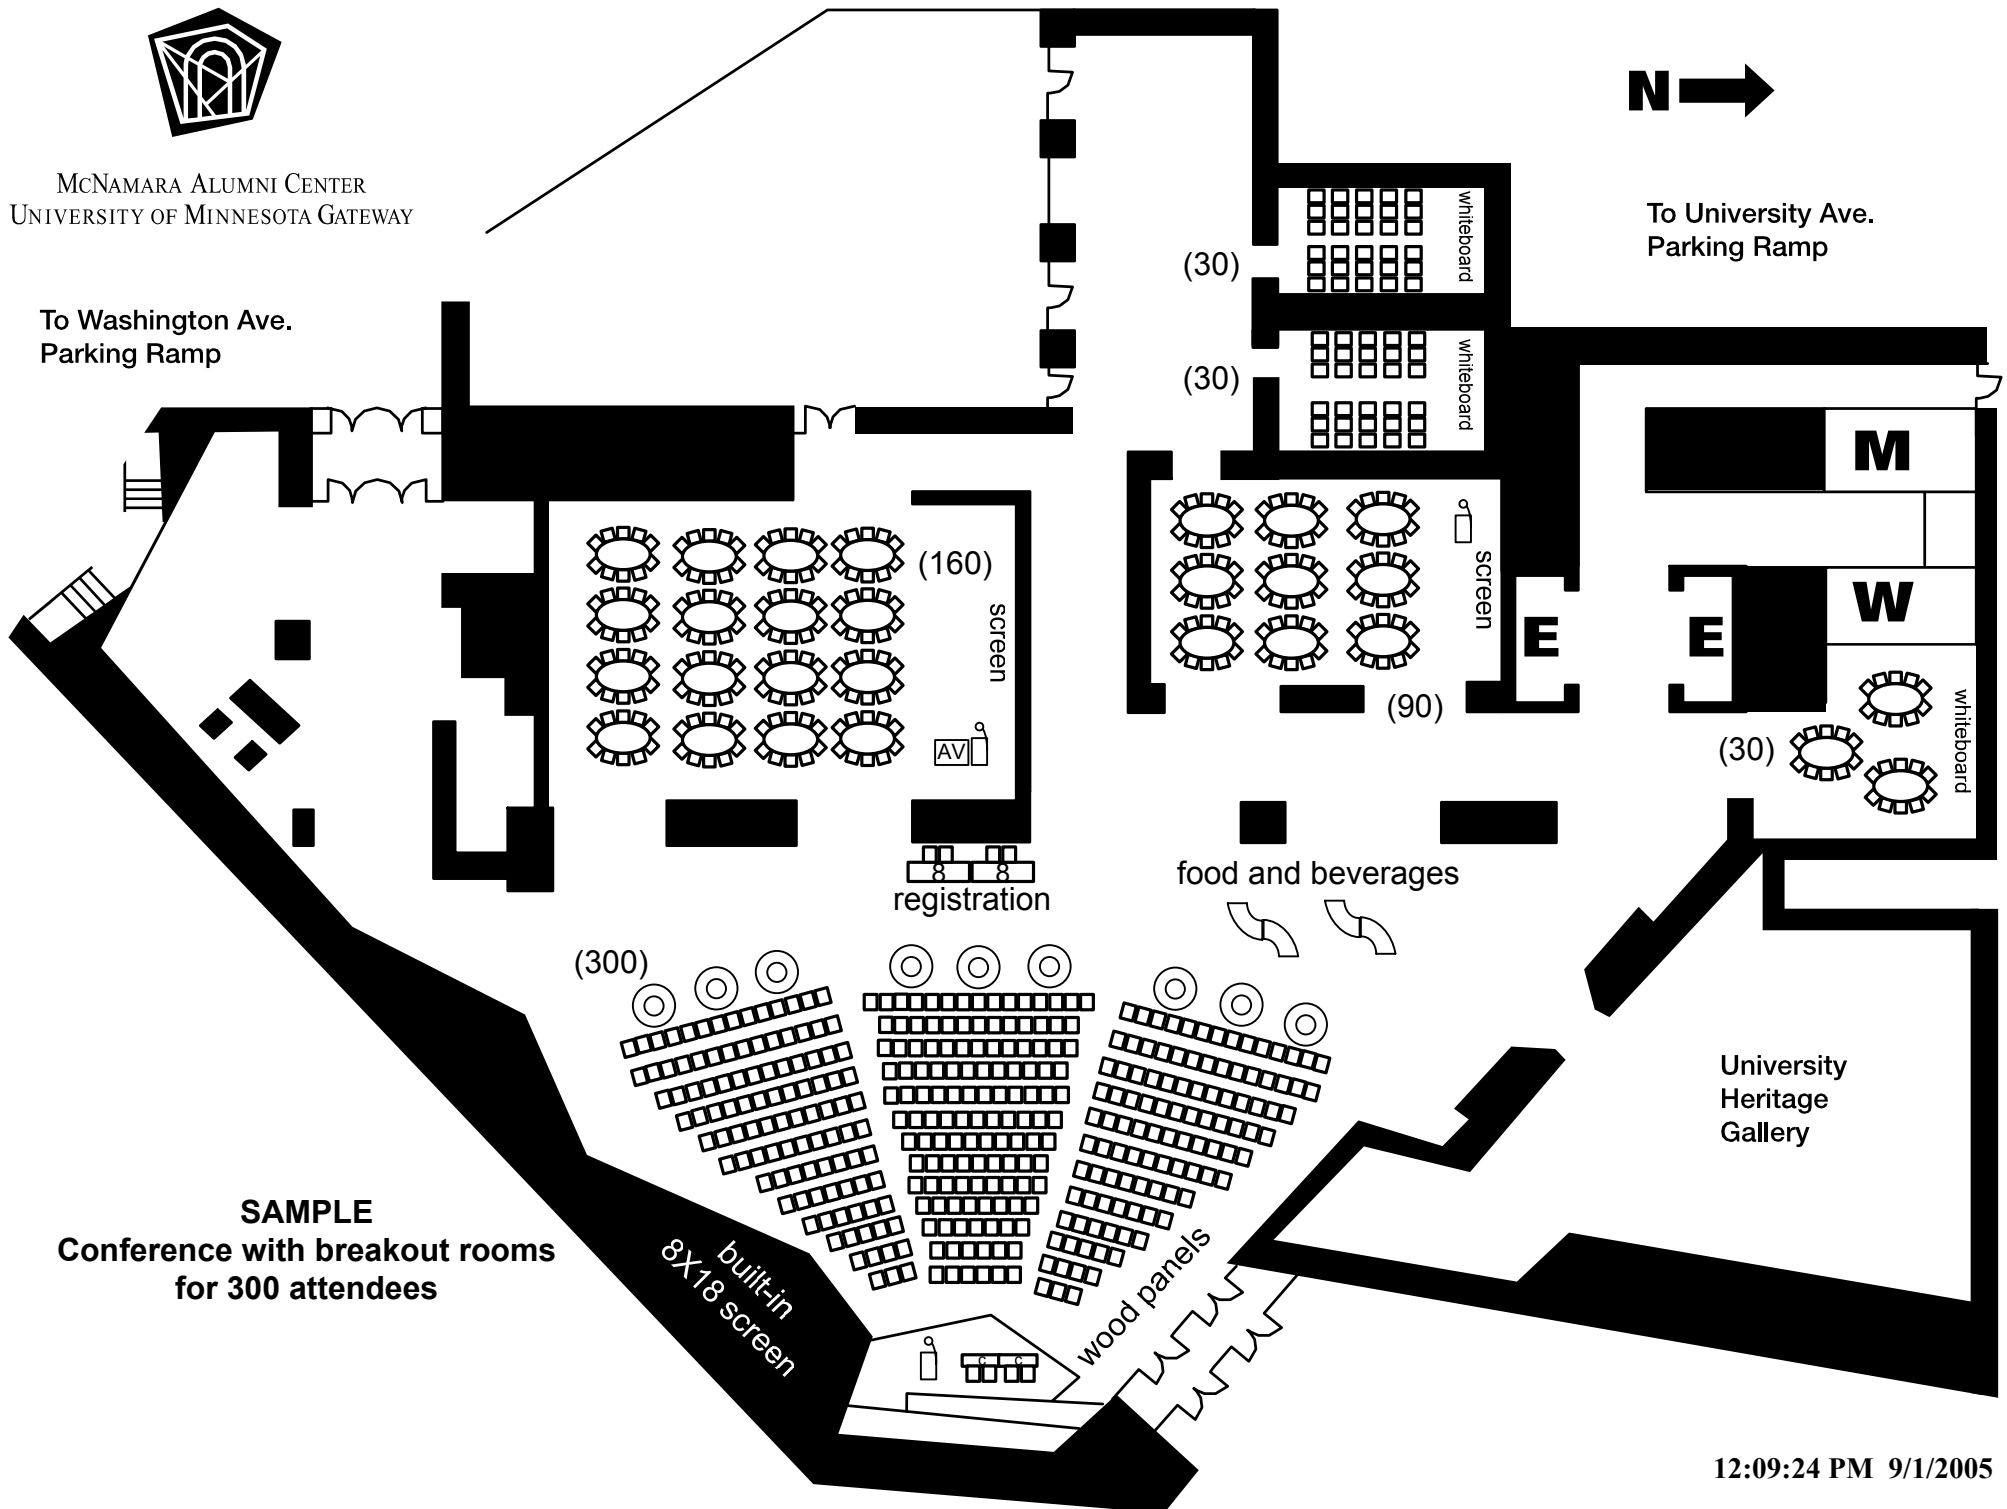 McNamara Alumni Center
University of Minnesota Gateway
N
To University Ave.
Parking Ramp
To Washington Ave.
Parking Ramp
whiteboard
(30)
whiteboard
(30)
M
(160)
screen
screen
W
E
E
(90)
AV
(30)
whiteboard
8 8
registration
food and beverages
(300)
University
Heritage
Gallery
SAMPLE
Conference with breakout rooms
for 300 attendees
built-in
8X18 screen
wood panels
c c
12:09:24 PM 9/1/2005